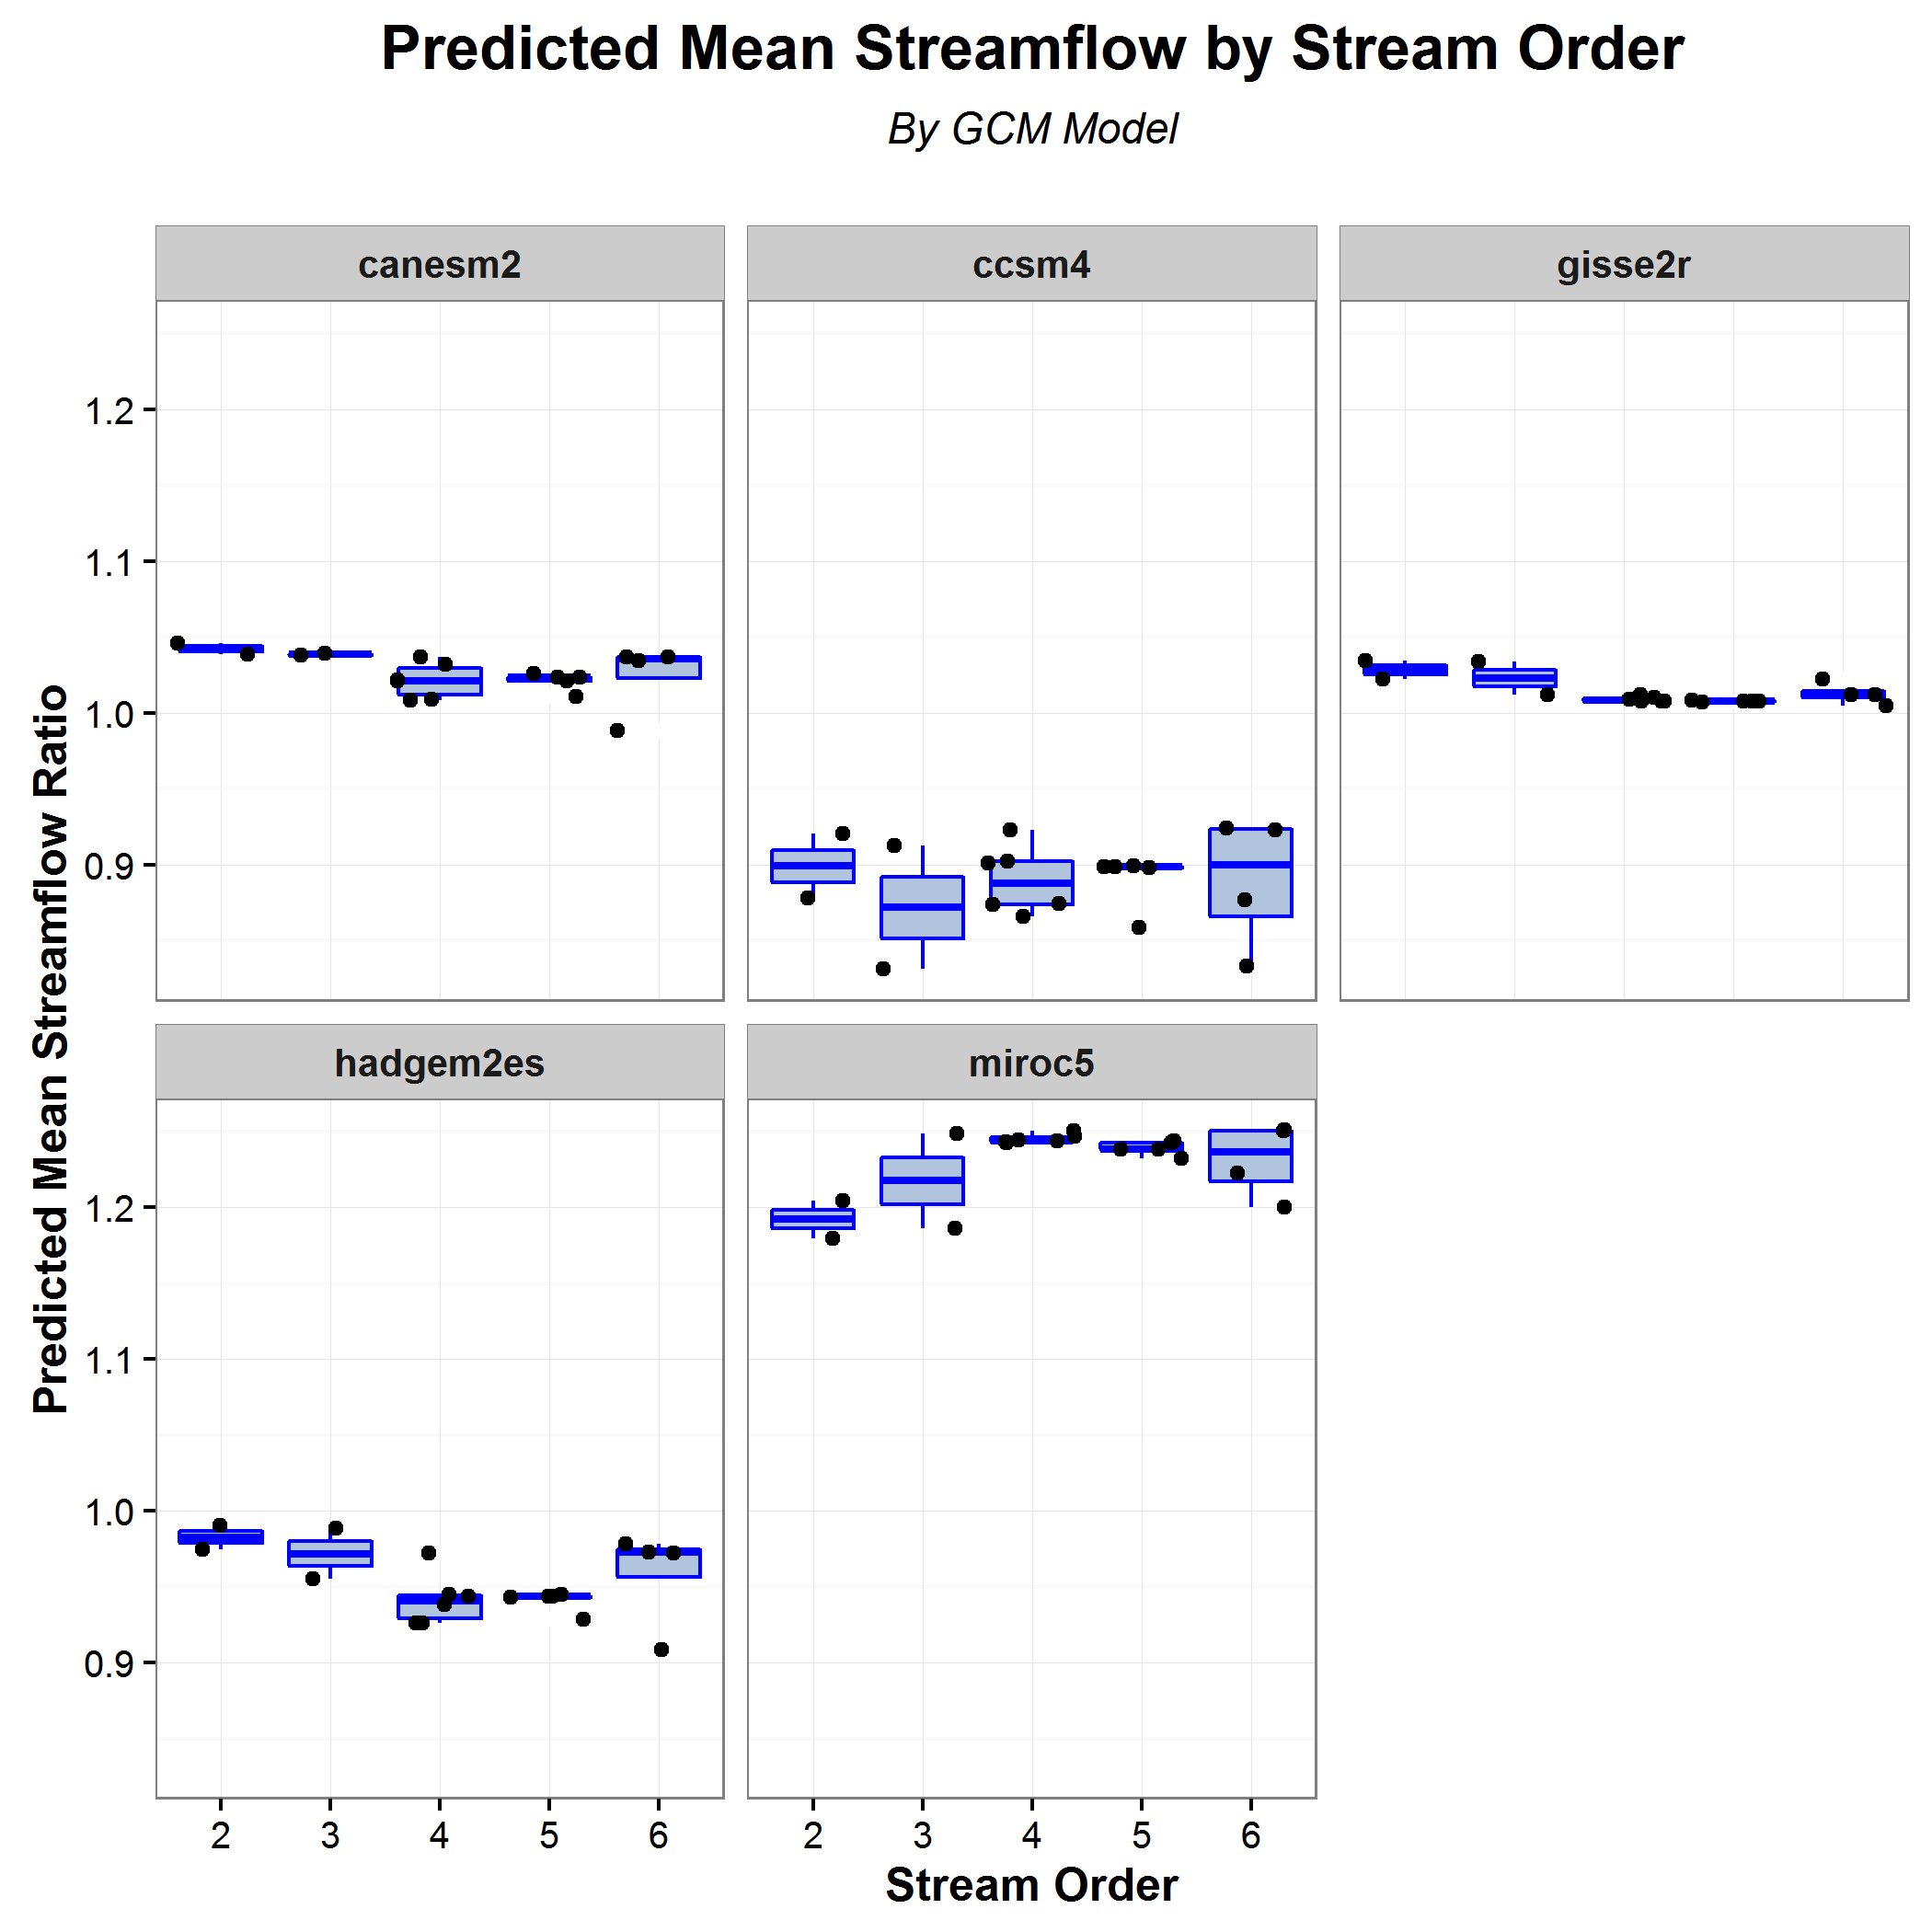 Predicted Mean Streamflow by Stream Order
By GCM Model
canesm2
ccsm4
gisse2r
1.2
1.1
1.0
0.9
Predicted Mean Streamflow Ratio
hadgem2es
miroc5
1.2
1.1
1.0
0.9
2 3 4 5 6
2 3 4 5 6
Stream Order